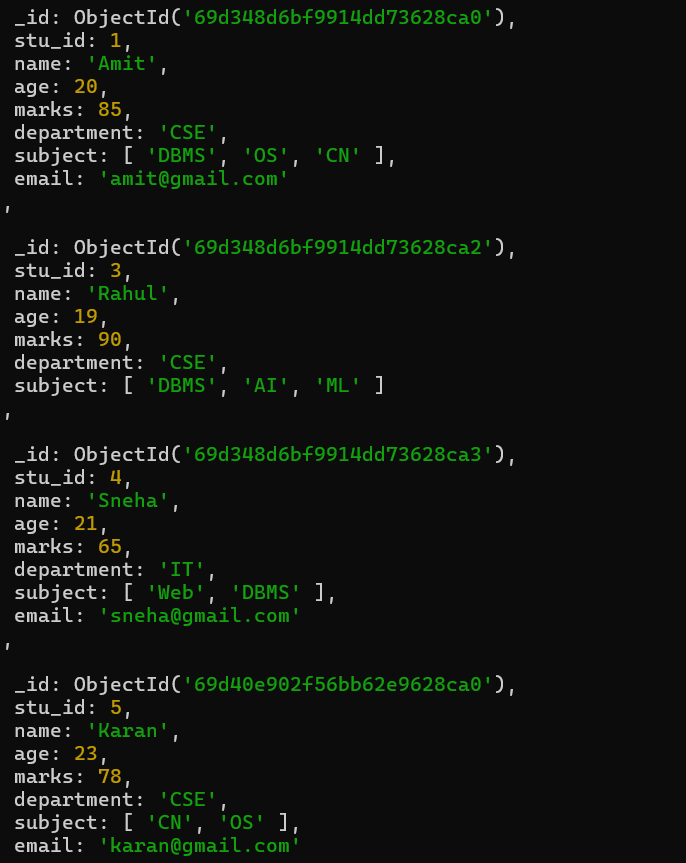 _id: ObjectId('69d348d6bf9914dd73628ca0'),
stu_id: 1,
name: 'Amit',
age: 20,
marks: 85,
department: 'CSE',
subject: [ 'DBMS', 'OS', 'CN' ],
email: 'amit@gmail.com'
,
_id: ObjectId('69d348d6bf9914dd73628ca2'),
stu_id: 3,
name: 'Rahul',
age: 19,
marks: 90,
department: 'CSE',
subject: [ 'DBMS', 'AI', 'ML' ]
,
_id: ObjectId('69d348d6bf9914dd73628ca3'),
stu_id: 4,
name: 'Sneha',
age: 21,
marks: 65,
department: 'IT',
subject: [ 'Web', 'DBMS' ],
email: 'sneha@gmail.com'
,
_id: ObjectId('69d40e902f56bb62e9628ca0'),
stu_id: 5,
name: 'Karan',
age: 23,
marks: 78,
department: 'CSE',
subject: [ 'CN', 'OS' ],
email: 'karan@gmail.com'